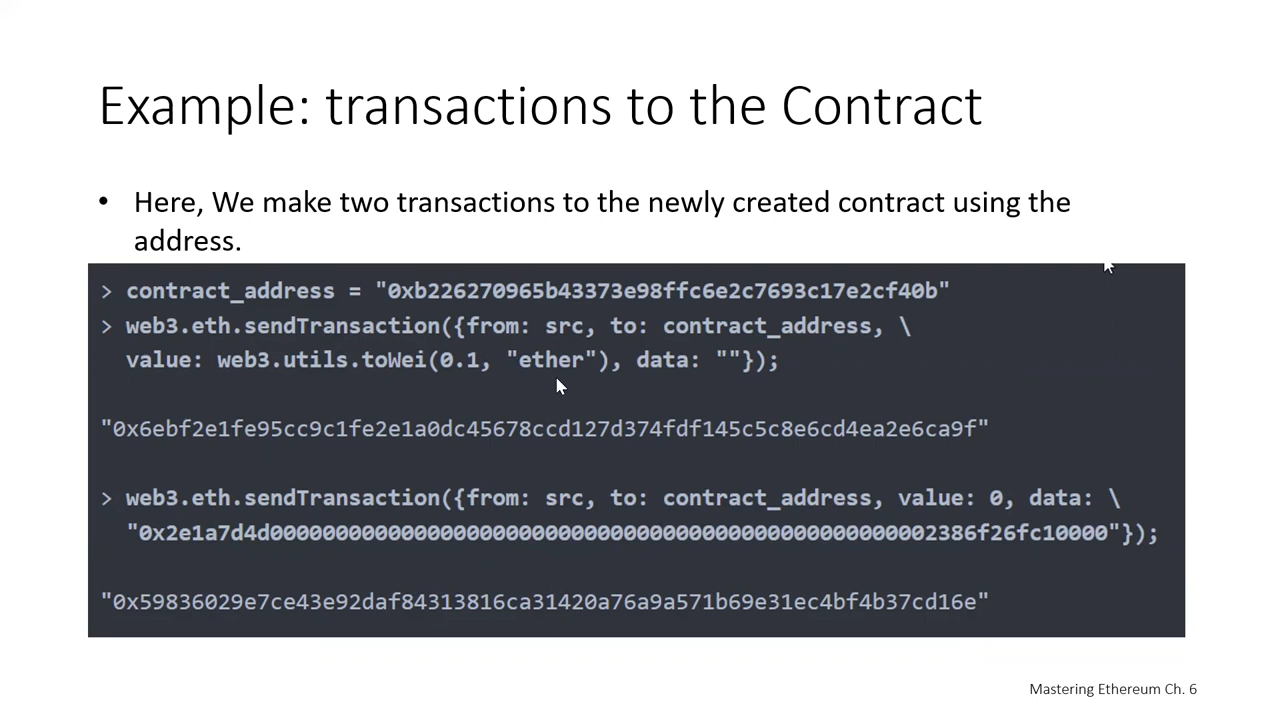 Example: transactions to the Contract
• Here, We make two transactions to the newly created contract using the
address.
> contract_address = "0xb226270965b43373e98ffc6e2c7693c17e2cf40b"
> web3.eth.sendTransaction({from: src, to: contract_address, \
value: web3.utils.toWei(0.1, "ether"), data: ""});
"0x6ebf2e1fe95cc9c1fe2e1a0dc45678ccd127d374fdf145c5c8e6cd4ea2e6ca9f"
> web3.eth.sendTransaction({from: src, to: contract_address, value: 0, data: \
"0x2e1a7d4d000000000000000000000000000000000000000000000000002386f26fc10000"});
"0x59836029e7ce43e92daf84313816ca31420a76a9a571b69e31ec4bf4b37cd16e"
Mastering Ethereum Ch. 6